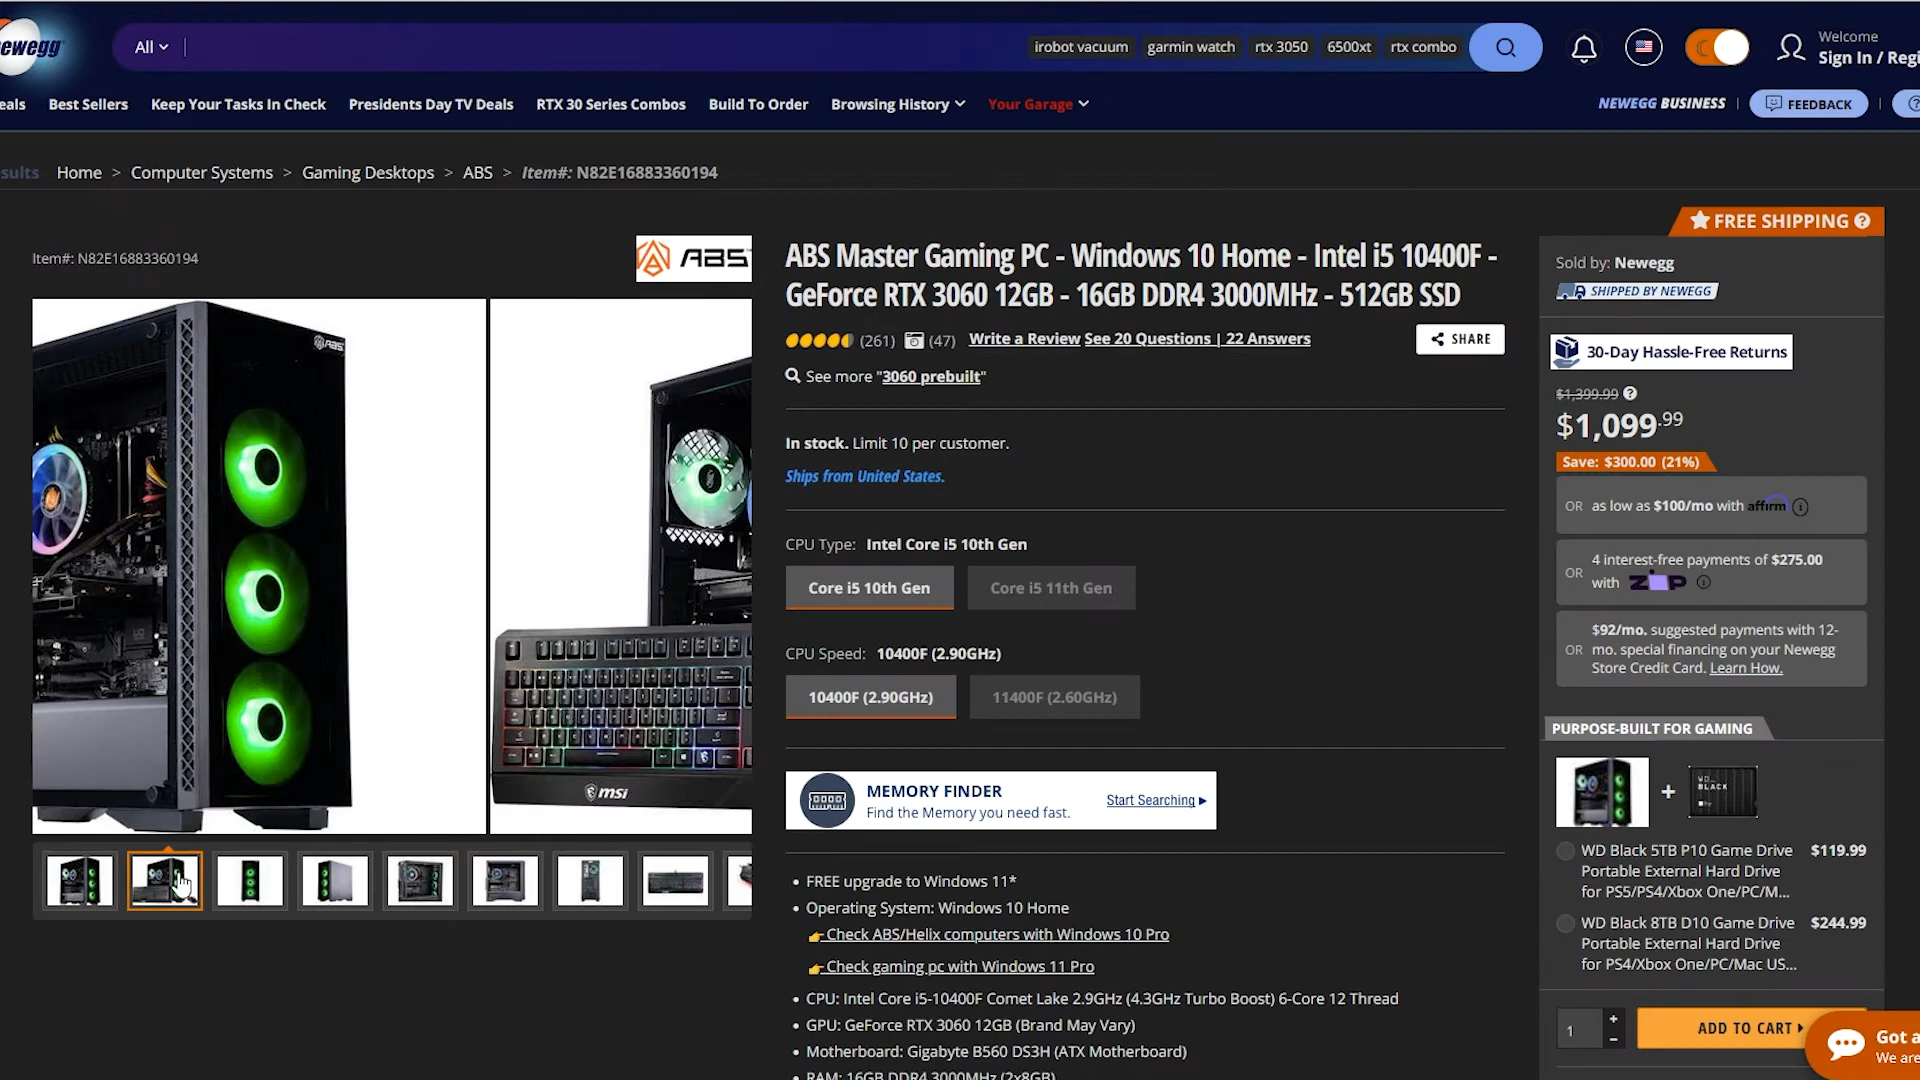 ewegg
All
irobot vacuum
garmin watch
rtx 3050
6500xt
rtx combo
Welcome
Sign In / Regi
eals
Best Sellers
Keep Your Tasks In Check
Presidents Day TV Deals
RTX 30 Series Combos
Build To Order
Browsing History
Your Garage
NEWEGG BUSINESS
FEEDBACK
sults
Home > Computer Systems > Gaming Desktops > ABS > Item#: N82E16883360194
FREE SHIPPING
Item#: N82E16883360194
ABS
ABS
msi
ABS Master Gaming PC - Windows 10 Home - Intel i5 10400F -
GeForce RTX 3060 12GB - 16GB DDR4 3000MHz - 512GB SSD
(261) (47) Write a Review See 20 Questions | 22 Answers
SHARE
See more "3060 prebuilt"
In stock. Limit 10 per customer.
Ships from United States.
CPU Type: Intel Core i5 10th Gen
Core i5 10th Gen
Core i5 11th Gen
CPU Speed: 10400F (2.90GHz)
10400F (2.90GHz)
11400F (2.60GHz)
MEMORY FINDER
Find the Memory you need fast.
Start Searching
• FREE upgrade to Windows 11*
• Operating System: Windows 10 Home
Check ABS/Helix computers with Windows 10 Pro
Check gaming pc with Windows 11 Pro
• CPU: Intel Core i5-10400F Comet Lake 2.9GHz (4.3GHz Turbo Boost) 6-Core 12 Thread
• GPU: GeForce RTX 3060 12GB (Brand May Vary)
• Motherboard: Gigabyte B560 DS3H (ATX Motherboard)
• RAM: 16GB DDR4 3000MHz (2x8GB)
Sold by: Newegg
SHIPPED BY NEWEGG
30-Day Hassle-Free Returns
$1,399.99
$1,099.99
Save: $300.00 (21%)
OR as low as $100/mo with affirm
4 interest-free payments of $275.00
OR
with ZIP
$92/mo. suggested payments with 12-
OR mo. special financing on your Newegg
Store Credit Card. Learn How.
PURPOSE-BUILT FOR GAMING
+
WD_
BLACK
WD Black 5TB P10 Game Drive $119.99
Portable External Hard Drive
for PS5/PS4/Xbox One/PC/M...
WD Black 8TB D10 Game Drive $244.99
Portable External Hard Drive
for PS4/Xbox One/PC/Mac US...
1
+
−
ADD TO CART
Got a
We are